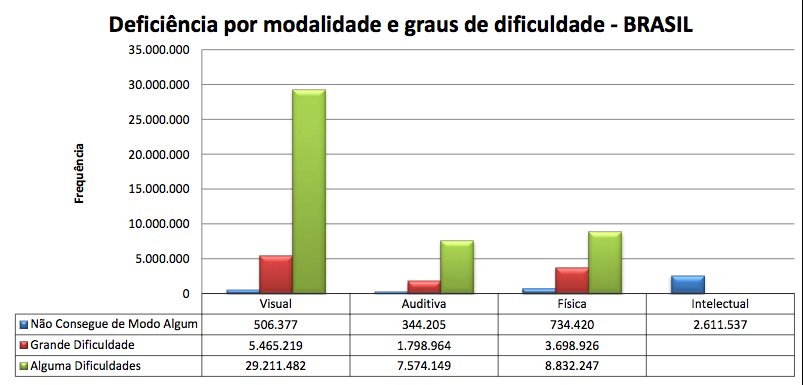 Deficiência por modalidade e graus de dificuldade - BRASIL
35.000.000
30.000.000
25.000.000
20.000.000
15.000.000
10.000.000
5.000.000
0
Frequência
Visual Auditiva Física Intelectual
Não Consegue de Modo Algum 506.377 344.205 734.420 2.611.537
Grande Dificuldade 5.465.219 1.798.964 3.698.926
Alguma Dificuldades 29.211.482 7.574.149 8.832.247